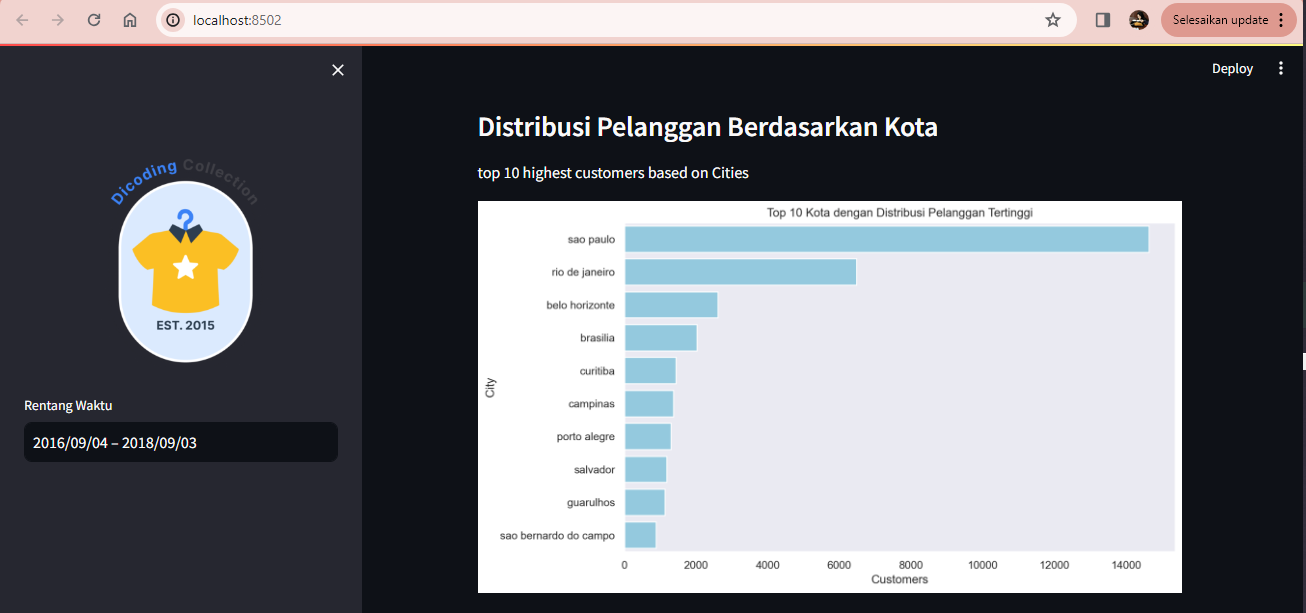 localhost:8502
Selesaikan update
Deploy
Dicoding Collection
EST. 2015
Rentang Waktu
2016/09/04 – 2018/09/03
Distribusi Pelanggan Berdasarkan Kota
top 10 highest customers based on Cities
Top 10 Kota dengan Distribusi Pelanggan Tertinggi
City
sao paulo
rio de janeiro
belo horizonte
brasilia
curitiba
campinas
porto alegre
salvador
guarulhos
sao bernardo do campo
0 2000 4000 6000 8000 10000 12000 14000
Customers